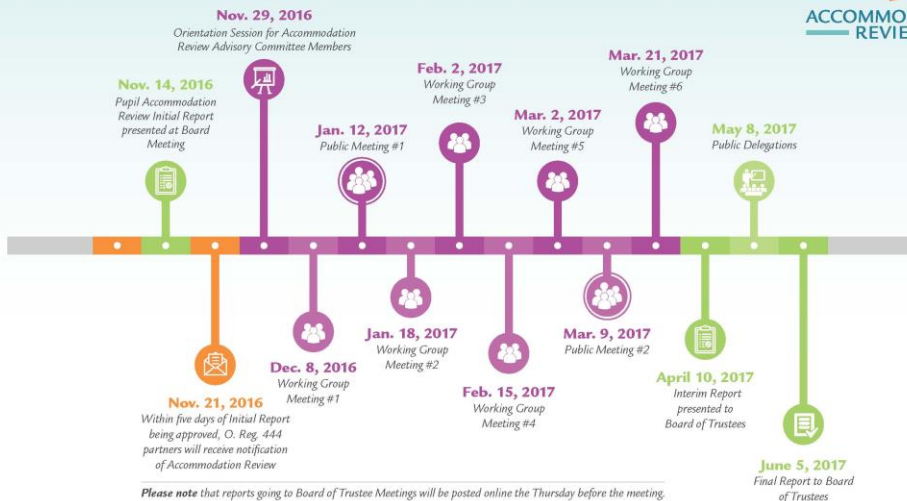 ACCOMMO
REVIE
Nov. 14, 2016
Pupil Accommodation
Review Initial Report
presented at Board
Meeting
Nov. 21, 2016
Within five days of Initial Report
being approved, O. Reg. 444
partners will receive notification
of Accommodation Review
Nov. 29, 2016
Orientation Session for Accommodation
Review Advisory Committee Members
Dec. 8, 2016
Working Group
Meeting #1
Jan. 12, 2017
Public Meeting #1
Jan. 18, 2017
Working Group
Meeting #2
Feb. 2, 2017
Working Group
Meeting #3
Feb. 15, 2017
Working Group
Meeting #4
Mar. 2, 2017
Working Group
Meeting #5
Mar. 9, 2017
Public Meeting #2
Mar. 21, 2017
Working Group
Meeting #6
April 10, 2017
Interim Report
presented to
Board of Trustees
May 8, 2017
Public Delegations
June 5, 2017
Final Report to Board
of Trustees
Please note that reports going to Board of Trustee Meetings will be posted online the Thursday before the meeting.